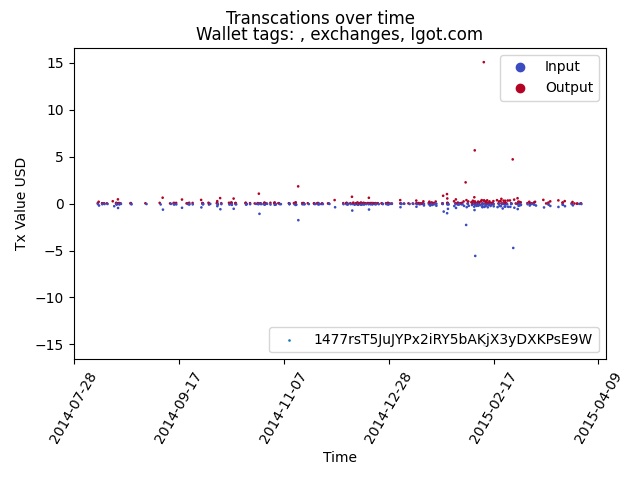 Transcations over time
Wallet tags: , exchanges, Igot.com
Input
Output
Tx Value USD
15
10
5
0
−5
−10
−15
1477rsT5JuJYPx2iRY5bAKjX3yDXKPsE9W
2014-07-28
2014-09-17
2014-11-07
2014-12-28
2015-02-17
2015-04-09
Time